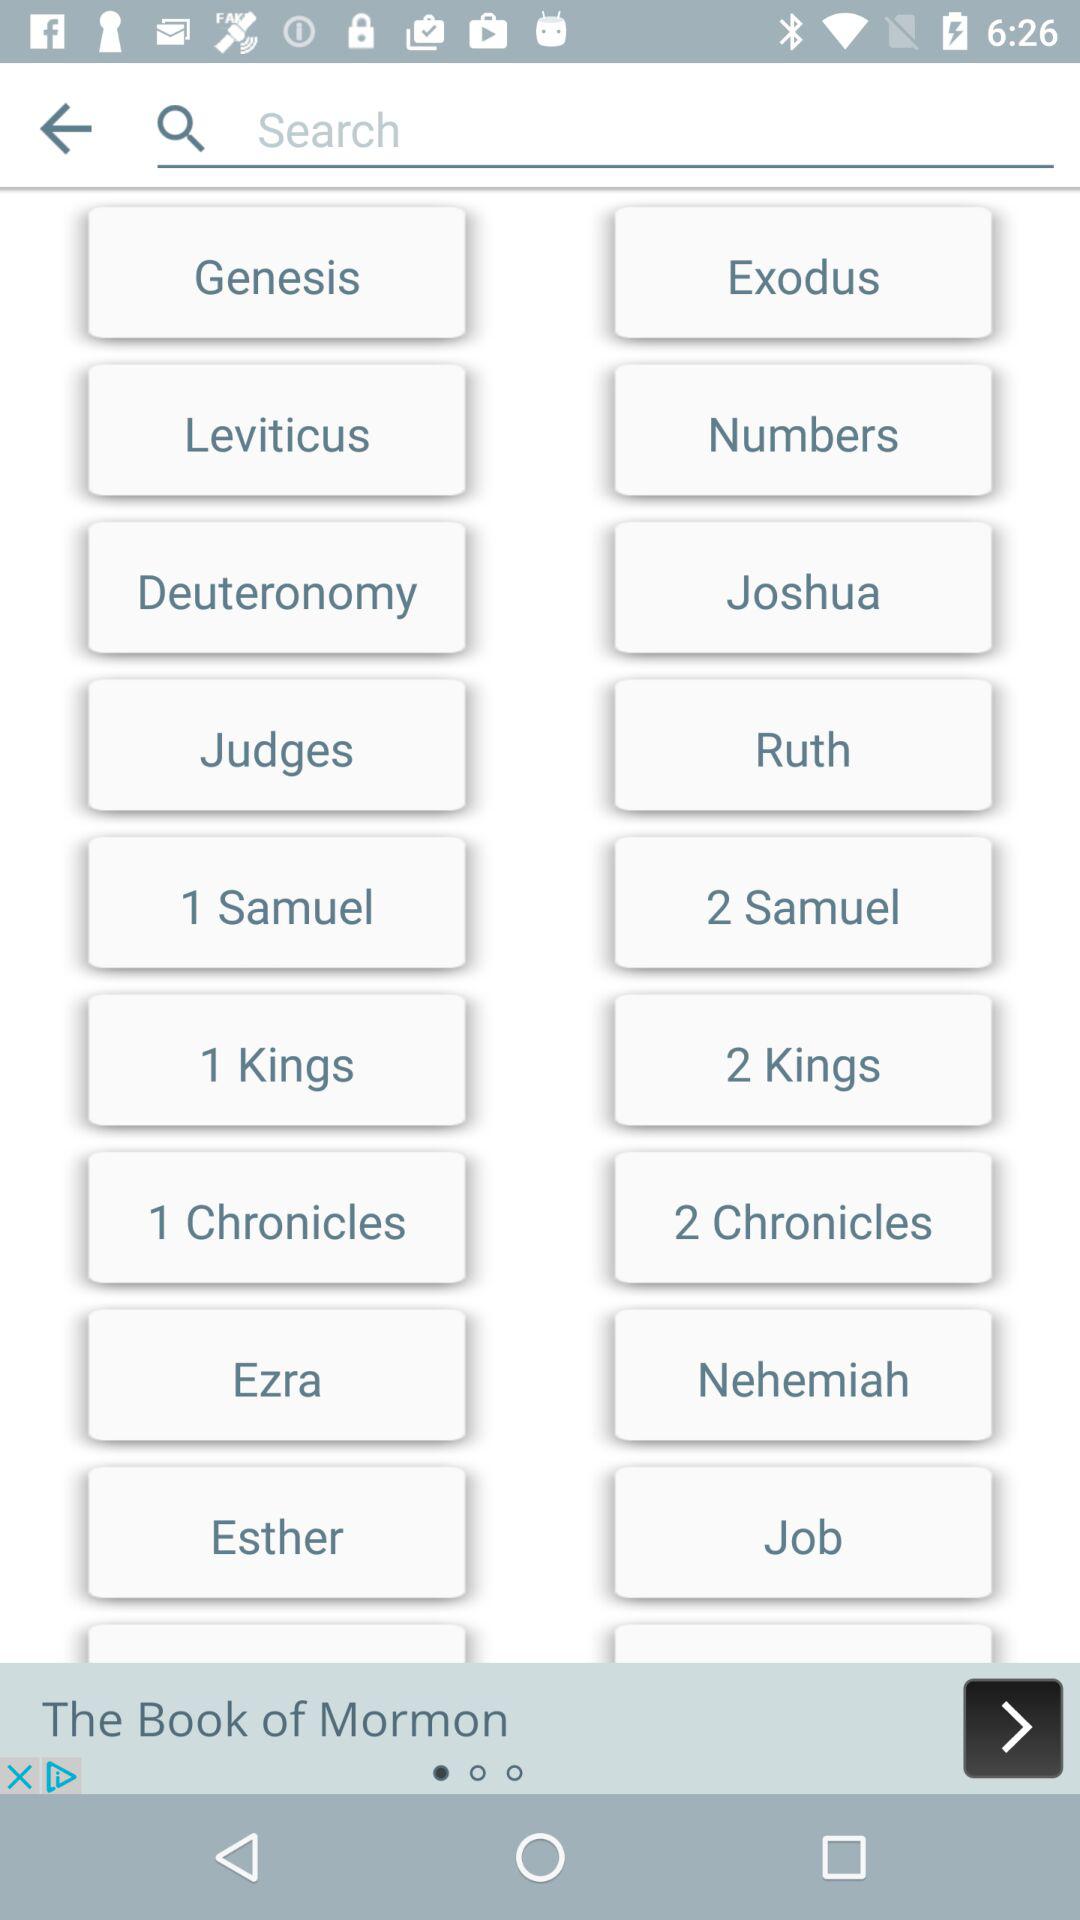 FAKE
6:26
Search
Genesis Exodus
Leviticus Numbers
Deuteronomy Joshua
Judges Ruth
1 Samuel 2 Samuel
1 Kings 2 Kings
1 Chronicles 2 Chronicles
Ezra Nehemiah
Esther Job
The Book of Mormon